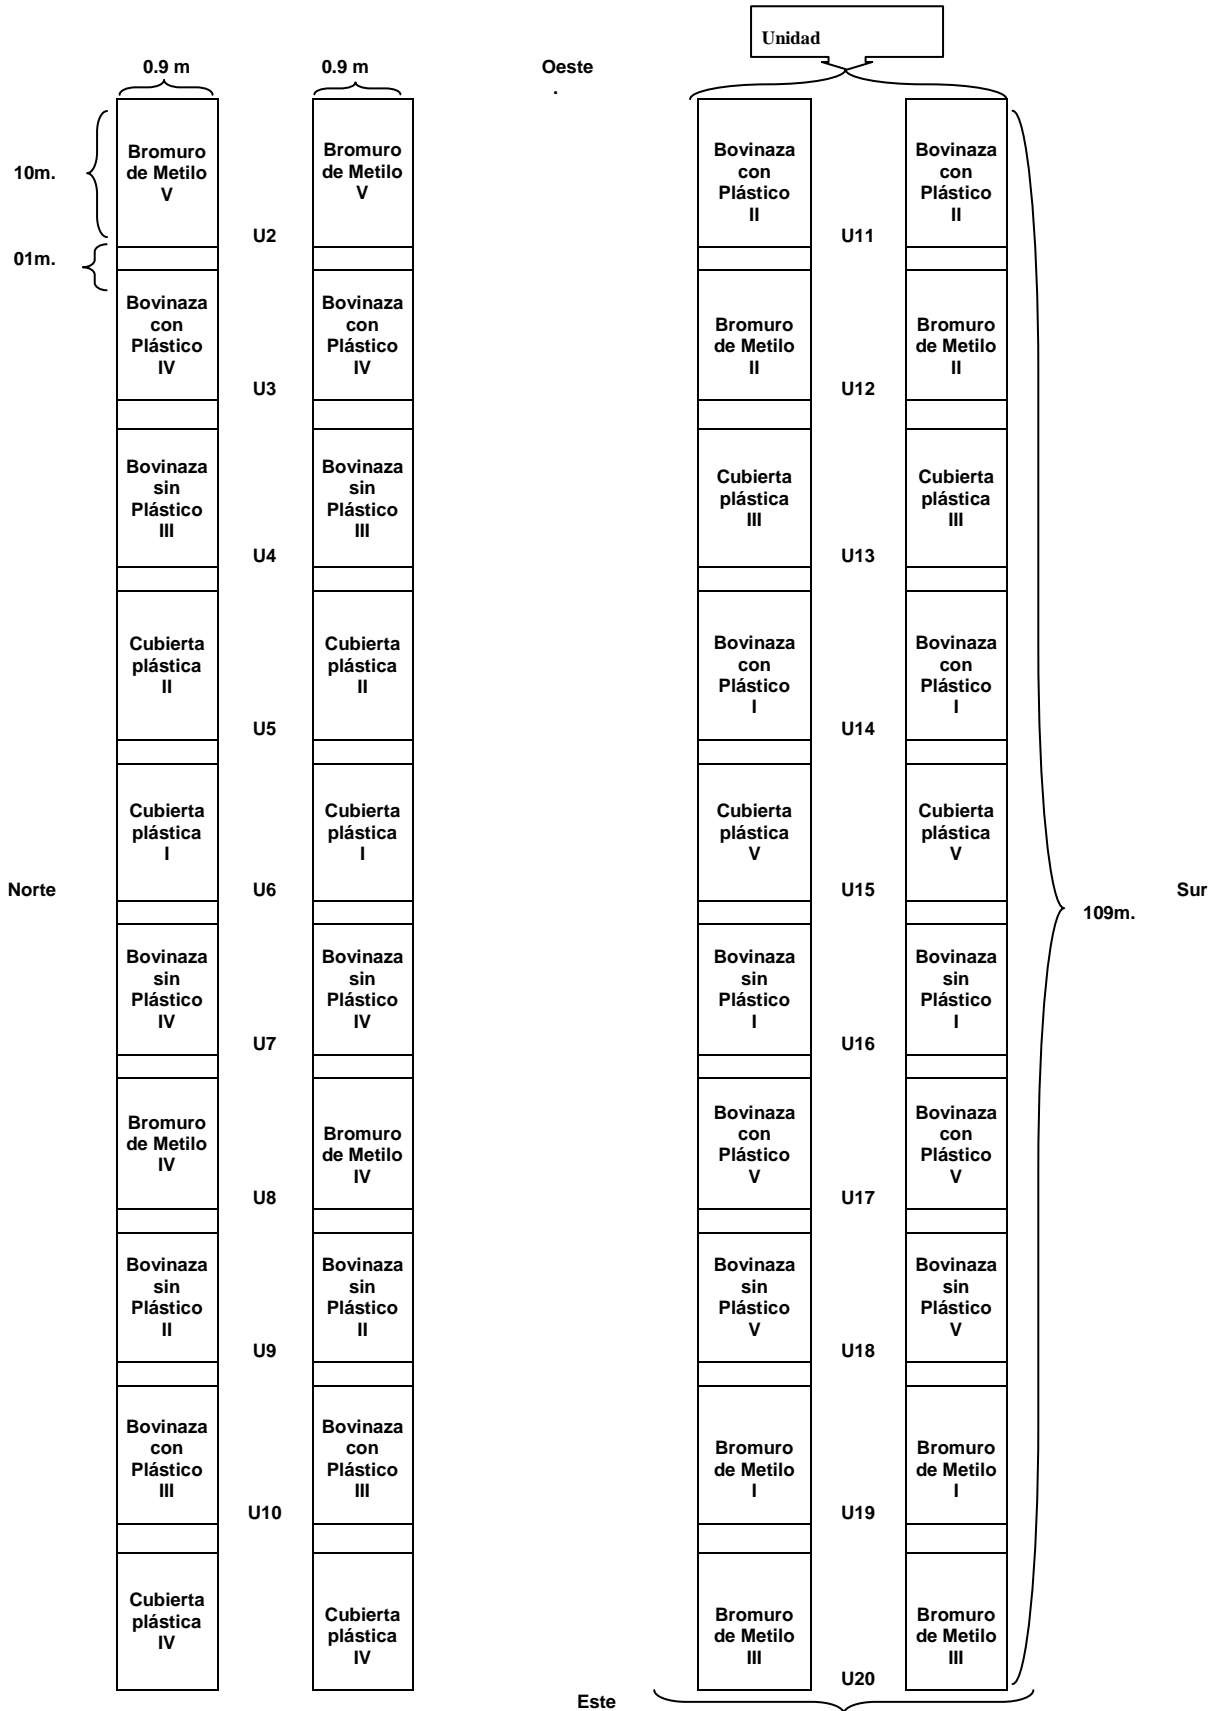 Unidad
0.9 m
0.9 m
Oeste
.
10m.
Bromuro
de Metilo
V
Bromuro
de Metilo
V
Bovinaza
con
Plástico
II
Bovinaza
con
Plástico
II
U2
U11
01m.
Bovinaza
con
Plástico
IV
Bovinaza
con
Plástico
IV
Bromuro
de Metilo
II
Bromuro
de Metilo
II
U3
U12
Bovinaza
sin
Plástico
III
Bovinaza
sin
Plástico
III
Cubierta
plástica
III
Cubierta
plástica
III
U4
U13
Cubierta
plástica
II
Cubierta
plástica
II
Bovinaza
con
Plástico
I
Bovinaza
con
Plástico
I
U5
U14
Cubierta
plástica
I
Cubierta
plástica
I
Cubierta
plástica
V
Cubierta
plástica
V
Norte
U6
U15
Sur
109m.
Bovinaza
sin
Plástico
IV
Bovinaza
sin
Plástico
IV
Bovinaza
sin
Plástico
I
Bovinaza
sin
Plástico
I
U7
U16
Bromuro
de Metilo
IV
Bromuro
de Metilo
IV
Bovinaza
con
Plástico
V
Bovinaza
con
Plástico
V
U8
U17
Bovinaza
sin
Plástico
II
Bovinaza
sin
Plástico
II
Bovinaza
sin
Plástico
V
Bovinaza
sin
Plástico
V
U9
U18
Bovinaza
con
Plástico
III
Bovinaza
con
Plástico
III
Bromuro
de Metilo
I
Bromuro
de Metilo
I
U10
U19
Cubierta
plástica
IV
Cubierta
plástica
IV
Bromuro
de Metilo
III
Bromuro
de Metilo
III
U20
Este